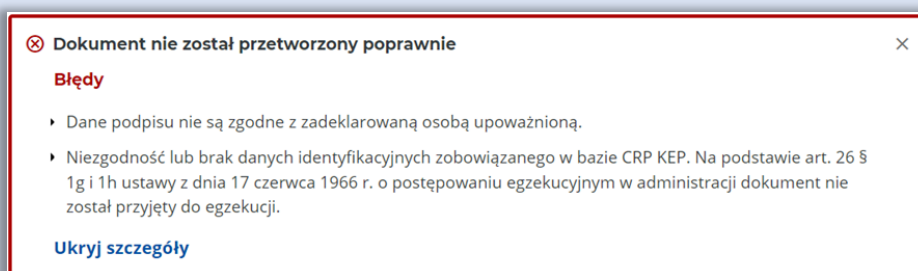 Dokument nie został przetworzony poprawnie
Błędy
Dane podpisu nie są zgodne z zadeklarowaną osobą upoważnioną.
Niezgodność lub brak danych identyfikacyjnych zobowiązanego w bazie CRP KEP. Na podstawie art. 26 §
1g i 1h ustawy z dnia 17 czerwca 1966 r. o postępowaniu egzekucyjnym w administracji dokument nie
został przyjęty do egzekucji.
Ukryj szczegóły